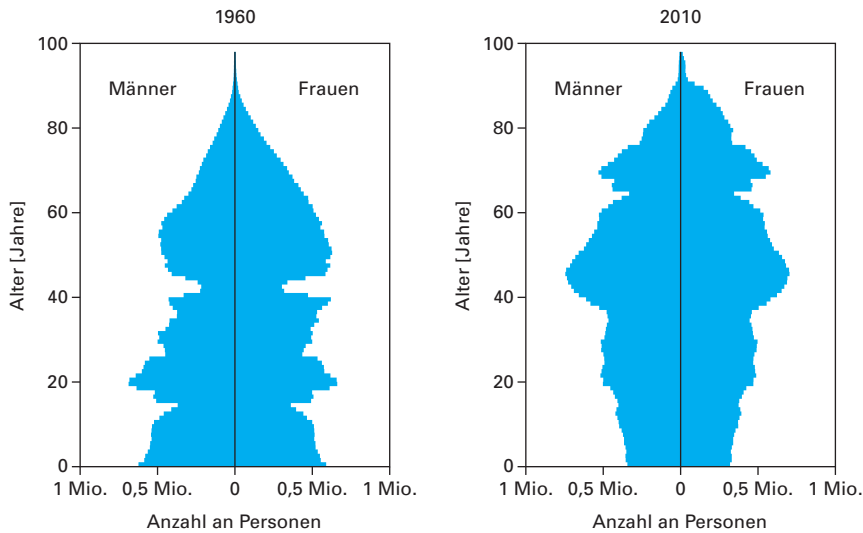 1960
100
80
60
40
20
0
Alter [Jahre]
Männer
Frauen
1 Mio.
0,5 Mio.
0
0,5 Mio.
1 Mio.
Anzahl an Personen
2010
100
80
60
40
20
0
Alter [Jahre]
Männer
Frauen
1 Mio.
0,5 Mio.
0
0,5 Mio.
1 Mio.
Anzahl an Personen